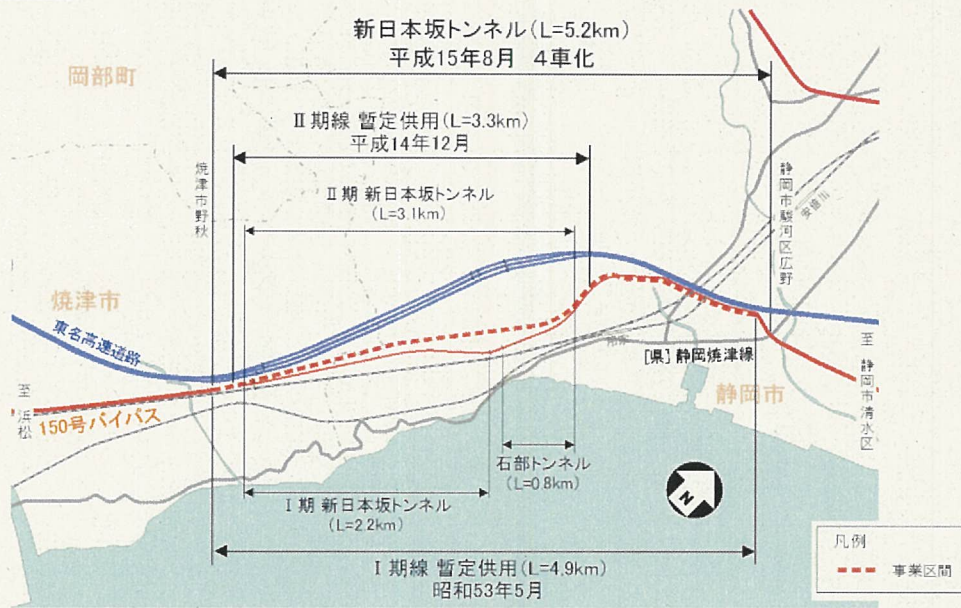 新日本坂トンネル(L=5.2km)
平成15年8月 4車化
岡部町
Ⅱ期線 暫定供用(L=3.3km)
平成14年12月
焼津市野秋
Ⅱ期 新日本坂トンネル
(L=3.1km)
静岡市駿河区広野
安倍川
焼津市
東名高速道路
[県]静岡焼津線
静岡市
至 浜松
150号バイパス
至 静岡市清水区
石部トンネル
(L=0.8km)
Ⅰ期 新日本坂トンネル
(L=2.2km)
N
Ⅰ期線 暫定供用(L=4.9km)
昭和53年5月
凡例
事業区間